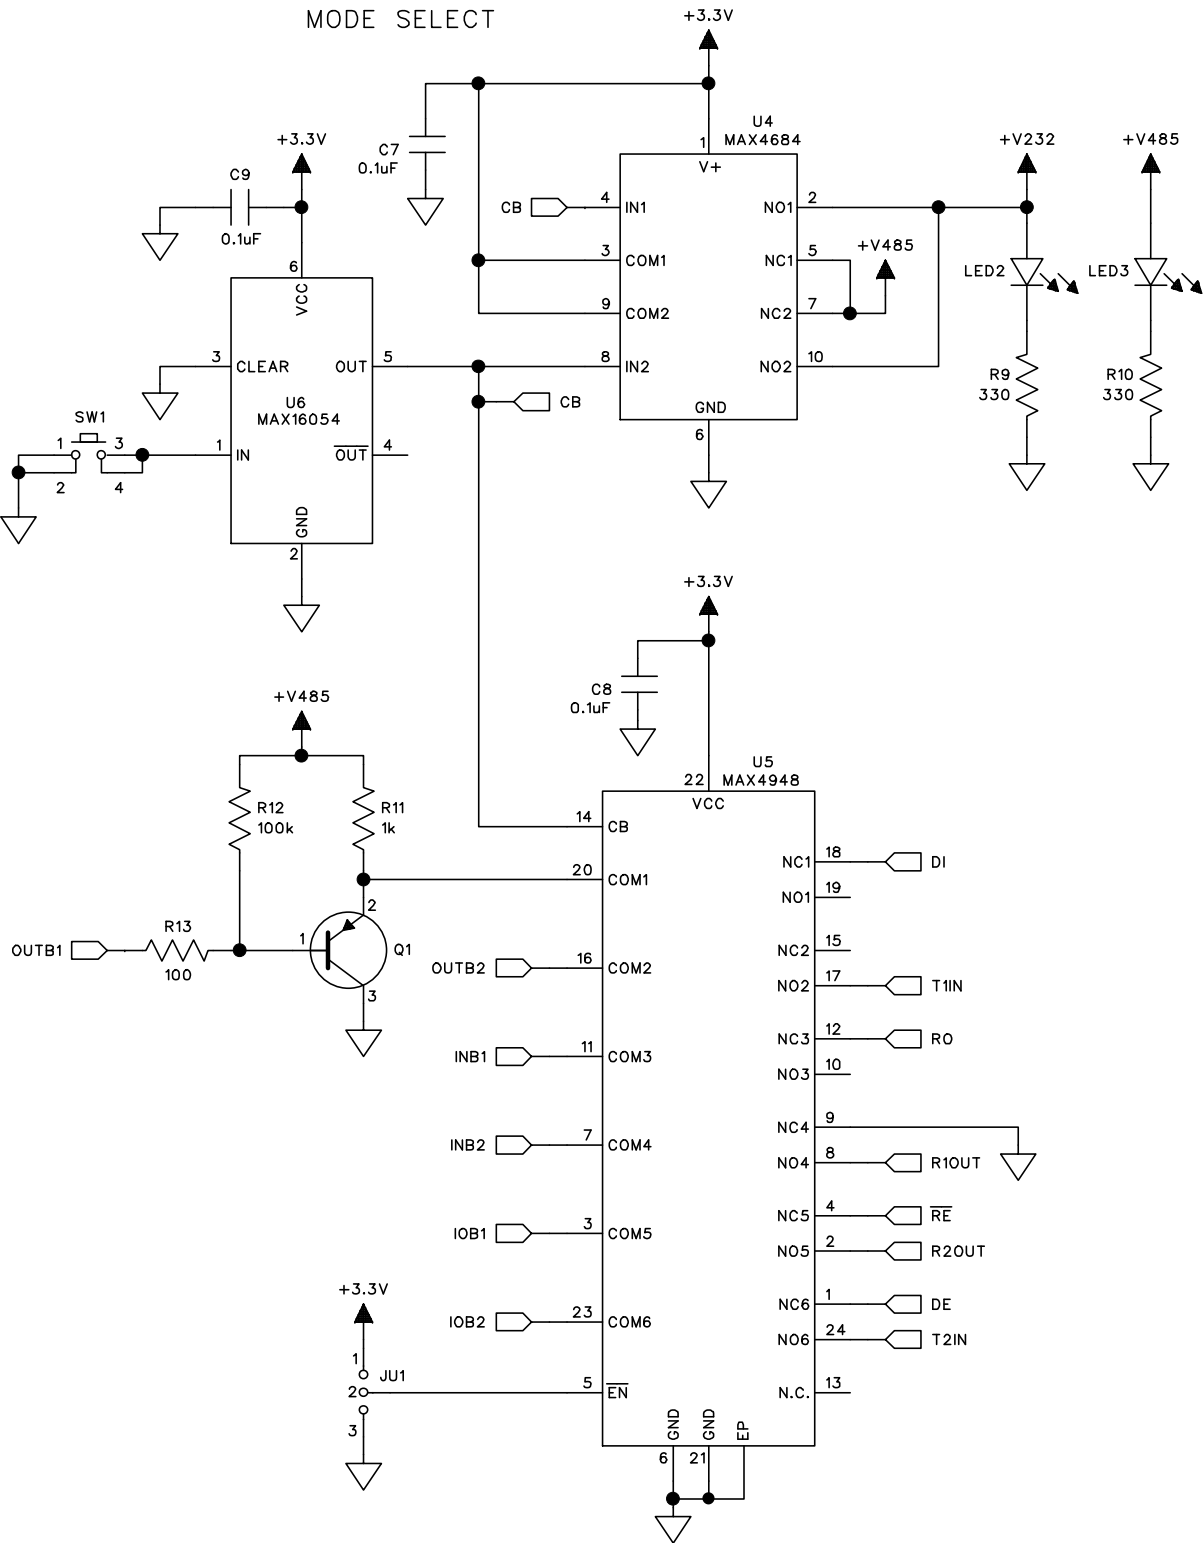 MODE SELECT
+3.3V
C7
0.1uF
U4
MAX4684
1
V+
CB
4
IN1
3
COM1
9
COM2
8
IN2
NO1
2
NC1
5
NC2
7
NO2
10
GND
6
+V485
+V232
LED2
R9
330
+V485
LED3
R10
330
+3.3V
C9
0.1uF
6
VCC
3
CLEAR
OUT
5
U6
MAX16054
1
IN
OUT
4
GND
2
SW1
1
3
2
4
CB
+3.3V
C8
0.1uF
U5
MAX4948
22
VCC
14
CB
20
COM1
16
COM2
11
COM3
7
COM4
3
COM5
23
COM6
5
EN
NC1
18
DI
NO1
19
NC2
15
NO2
17
T1IN
NC3
12
RO
NO3
10
NC4
9
NO4
8
R1OUT
NC5
4
RE
NO5
2
R2OUT
NC6
1
DE
NO6
24
T2IN
N.C.
13
GND
6
GND
21
EP
+V485
R12
100k
R11
1k
OUTB1
R13
100
1
2
3
Q1
OUTB2
INB1
INB2
IOB1
IOB2
+3.3V
1
2
3
JU1